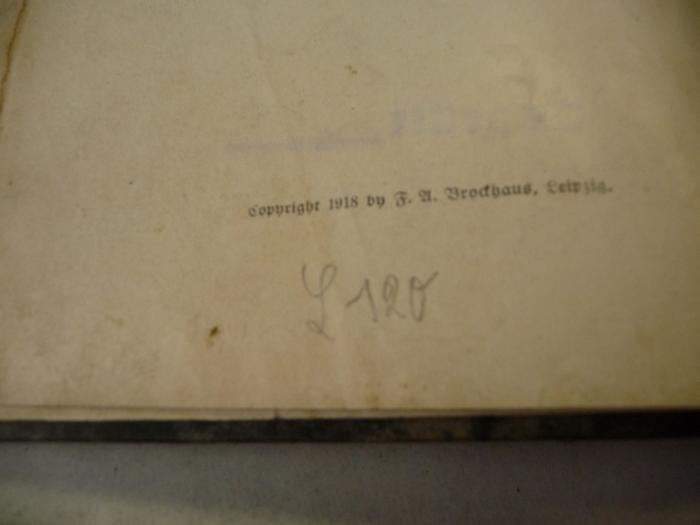 Copyright 1918 by F. A. Brockhaus, Leipzig.
L 120